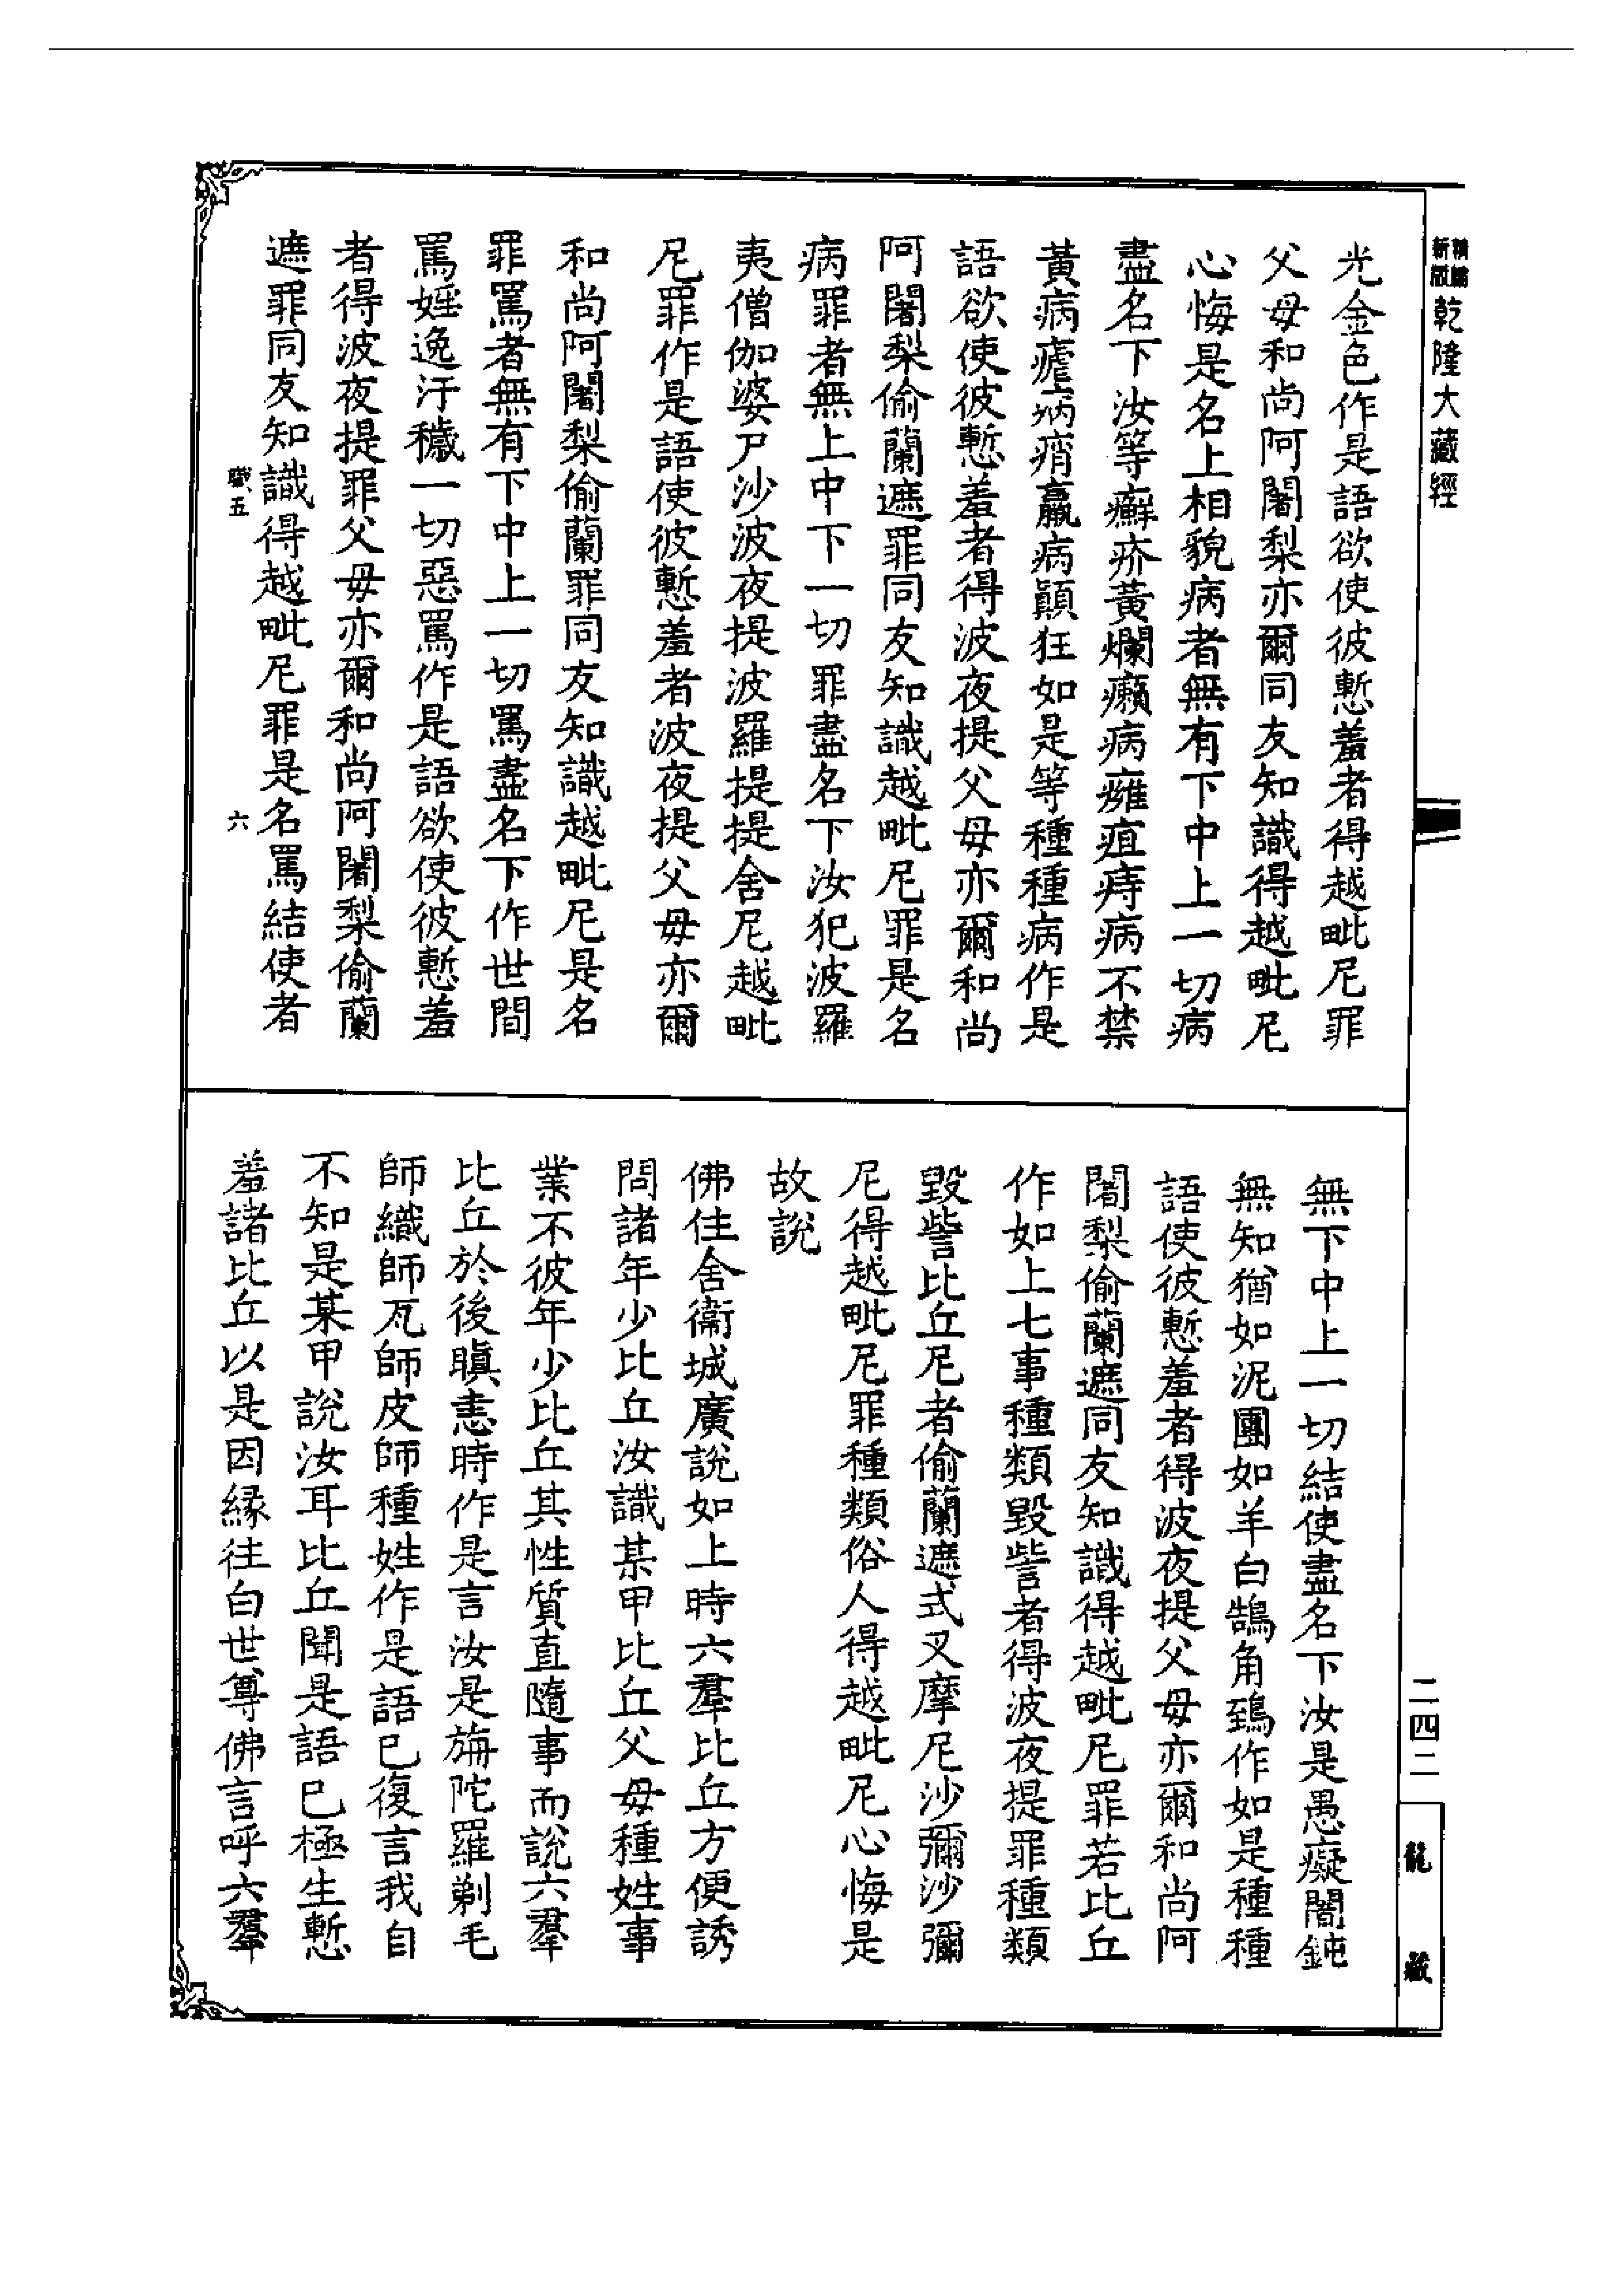 精編
新版
乾隆大藏經
光金色作是語欲使彼慙羞者得越毗尼罪
父母和尚阿闍梨亦爾同友知識得越毗尼
心悔是名上相貌病者無有下中上一切病
盡名下汝等癬疥黃爛癩病癰疽痔病不禁
黃病瘧病痟羸病顛狂如是等種種病作是
語欲使彼慙羞者得波夜提父母亦爾和尚
阿闍梨偷蘭遮罪同友知識越毗尼罪是名
病罪者無上中下一切罪盡名下汝犯波羅
夷僧伽婆尸沙波夜提波羅提提舍尼越毗
尼罪作是語使彼慙羞者波夜提父母亦爾
和尚阿闍梨偷蘭罪同友知識越毗尼是名
罪罵者無有下中上一切罵盡名下作世間
罵婬逸汙穢一切惡罵作是語欲使彼慙羞
者得波夜提罪父母亦爾和尚阿闍梨偷蘭
遮罪同友知識得越毗尼罪是名罵結使者
職五
六
無下中上一切結使盡名下汝是愚癡闇鈍
無知猶如泥團如羊白鵠角鵄作如是種種
語使彼慙羞者得波夜提父母亦爾和尚阿
闍梨偷蘭遮同友知識得越毗尼罪若比丘
作如上七事種類毀訾者得波夜提罪種類
毀訾比丘尼者偷蘭遮式叉摩尼沙彌沙彌
尼得越毗尼罪種類俗人得越毗尼心悔是
故說
佛住舍衞城廣說如上時六羣比丘方便誘
問諸年少比丘汝識某甲比丘父母種姓事
業不彼年少比丘其性質直隨事而說六羣
比丘於後瞋恚時作是言汝是旃陀羅剃毛
師織師瓦師皮師種姓作是語已復言我自
不知是某甲說汝耳比丘聞是語已極生慙
羞諸比丘以是因緣往白世尊佛言呼六羣
二四二
龍藏